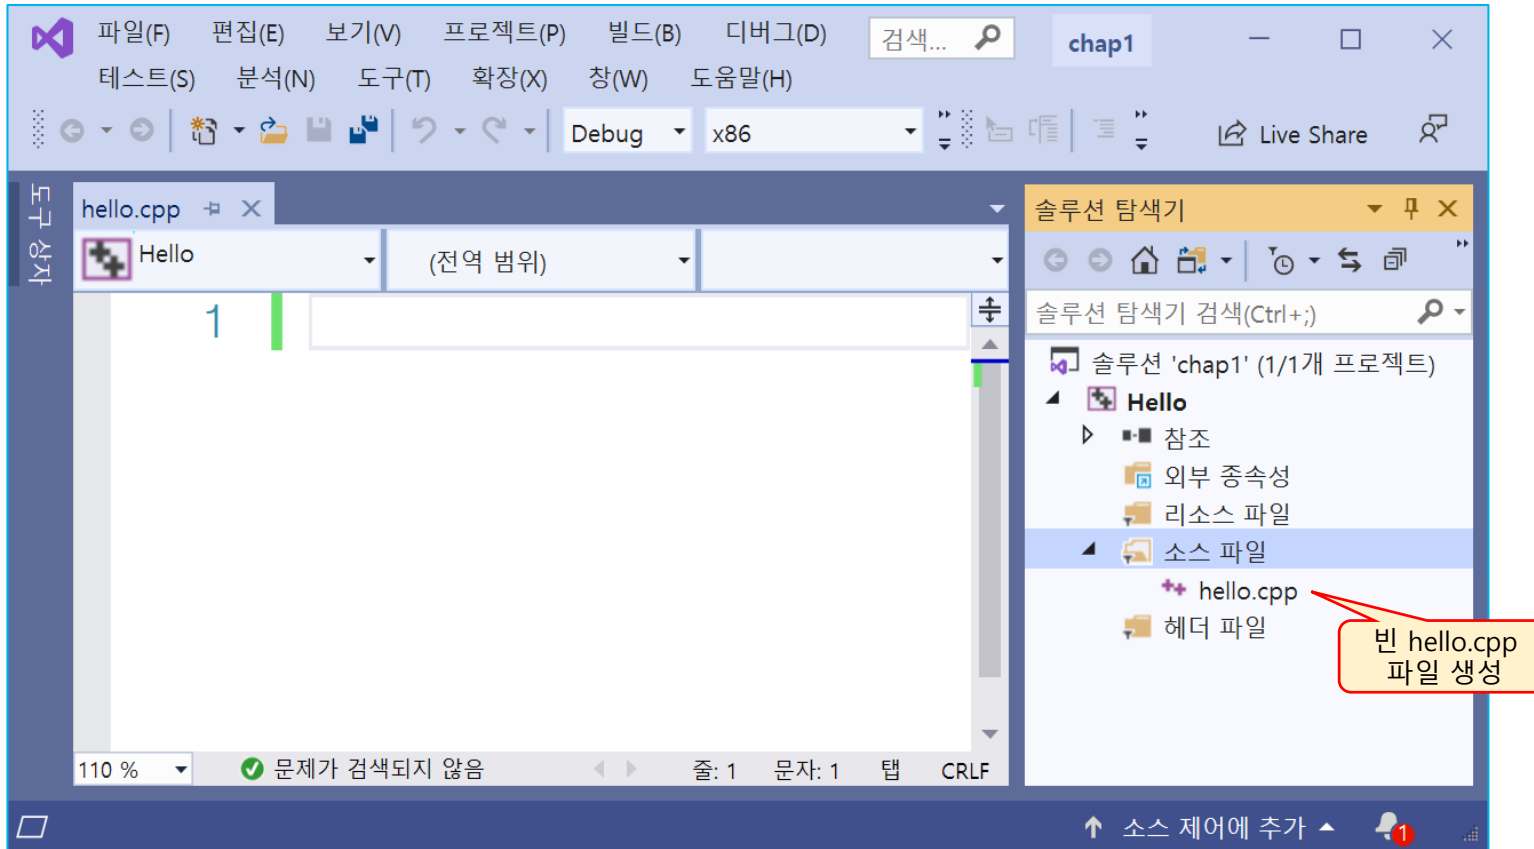 파일(F) 편집(E) 보기(V) 프로젝트(P) 빌드(B) 디버그(D) 검색... chap1
테스트(S) 분석(N) 도구(T) 확장(X) 창(W) 도움말(H)
Debug x86 Live Share
도구 상자
hello.cpp
Hello (전역 범위)
1
110 % 문제가 검색되지 않음 줄: 1 문자: 1 탭 CRLF
솔루션 탐색기
솔루션 탐색기 검색(Ctrl+;)
솔루션 'chap1' (1/1개 프로젝트)
Hello
참조
외부 종속성
리소스 파일
소스 파일
hello.cpp
헤더 파일
빈 hello.cpp
파일 생성
소스 제어에 추가 1